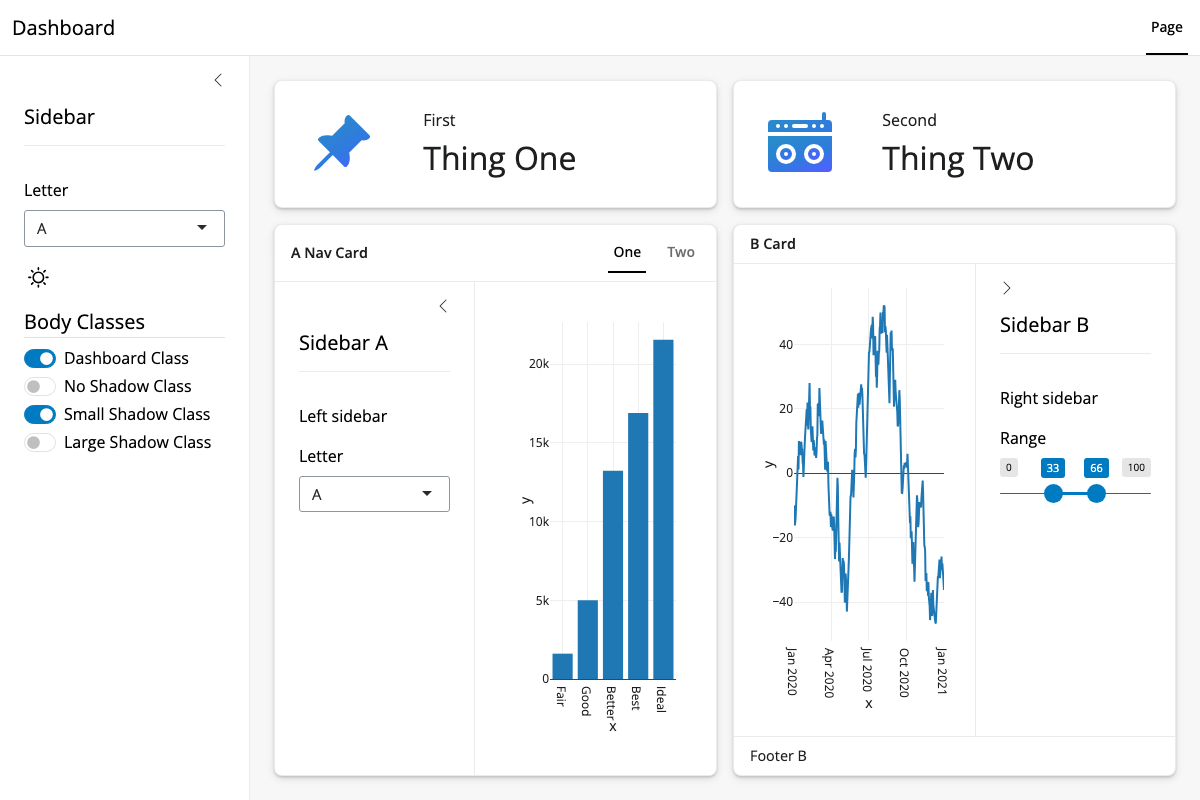 Dashboard
Page
Sidebar
Letter
A
Body Classes
Dashboard Class
No Shadow Class
Small Shadow Class
Large Shadow Class
First
Thing One
Second
Thing Two
A Nav Card
One
Two
Sidebar A
Left sidebar
Letter
A
20k
15k
10k
5k
0
y
Fair
Good
Better
Best
Ideal
x
B Card
40
20
0
−20
−40
y
Jan 2020
Apr 2020
Jul 2020
Oct 2020
Jan 2021
x
Sidebar B
Right sidebar
Range
0
33
66
100
Footer B